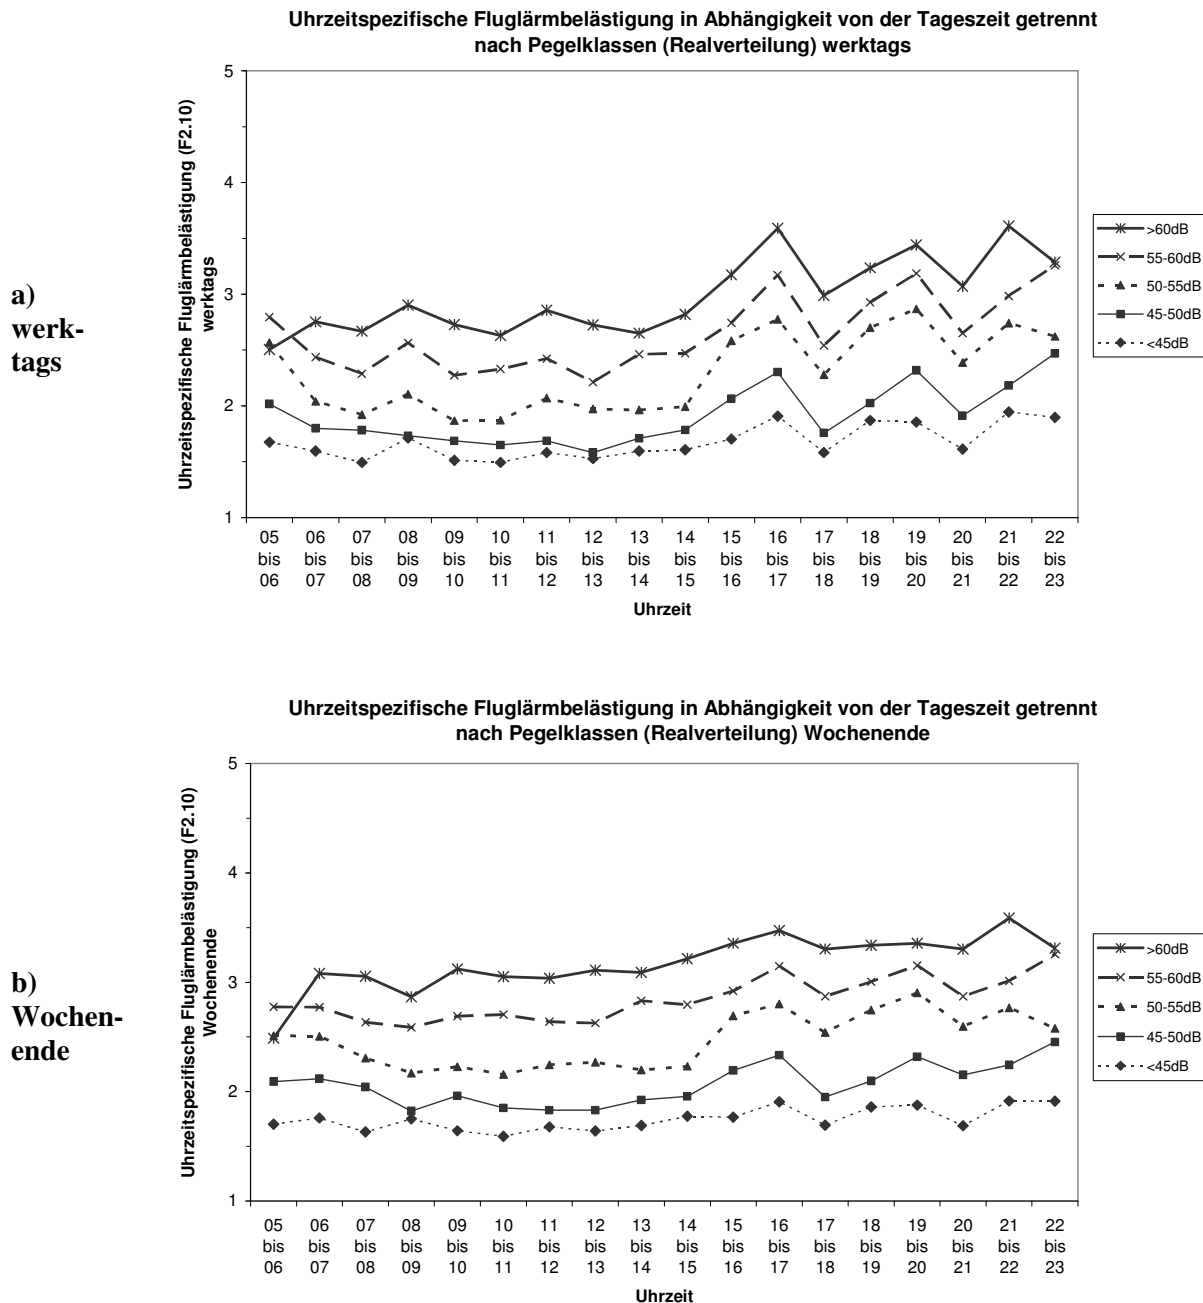 Uhrzeitspezifische Fluglärmbelästigung in Abhängigkeit von der Tageszeit getrennt
nach Pegelklassen (Realverteilung) werktags
a)
werk-
tags
Uhrzeitspezifische Fluglärmbelästigung (F2.10)
werktags
5
4
3
2
1
05 06 07 08 09 10 11 12 13 14 15 16 17 18 19 20 21 22
bis bis bis bis bis bis bis bis bis bis bis bis bis bis bis bis bis bis
06 07 08 09 10 11 12 13 14 15 16 17 18 19 20 21 22 23
Uhrzeit
>60dB
55-60dB
50-55dB
45-50dB
<45dB
Uhrzeitspezifische Fluglärmbelästigung in Abhängigkeit von der Tageszeit getrennt
nach Pegelklassen (Realverteilung) Wochenende
b)
Wochen-
ende
Uhrzeitspezifische Fluglärmbelästigung (F2.10)
Wochenende
5
4
3
2
1
05 06 07 08 09 10 11 12 13 14 15 16 17 18 19 20 21 22
bis bis bis bis bis bis bis bis bis bis bis bis bis bis bis bis bis bis
06 07 08 09 10 11 12 13 14 15 16 17 18 19 20 21 22 23
Uhrzeit
>60dB
55-60dB
50-55dB
45-50dB
<45dB